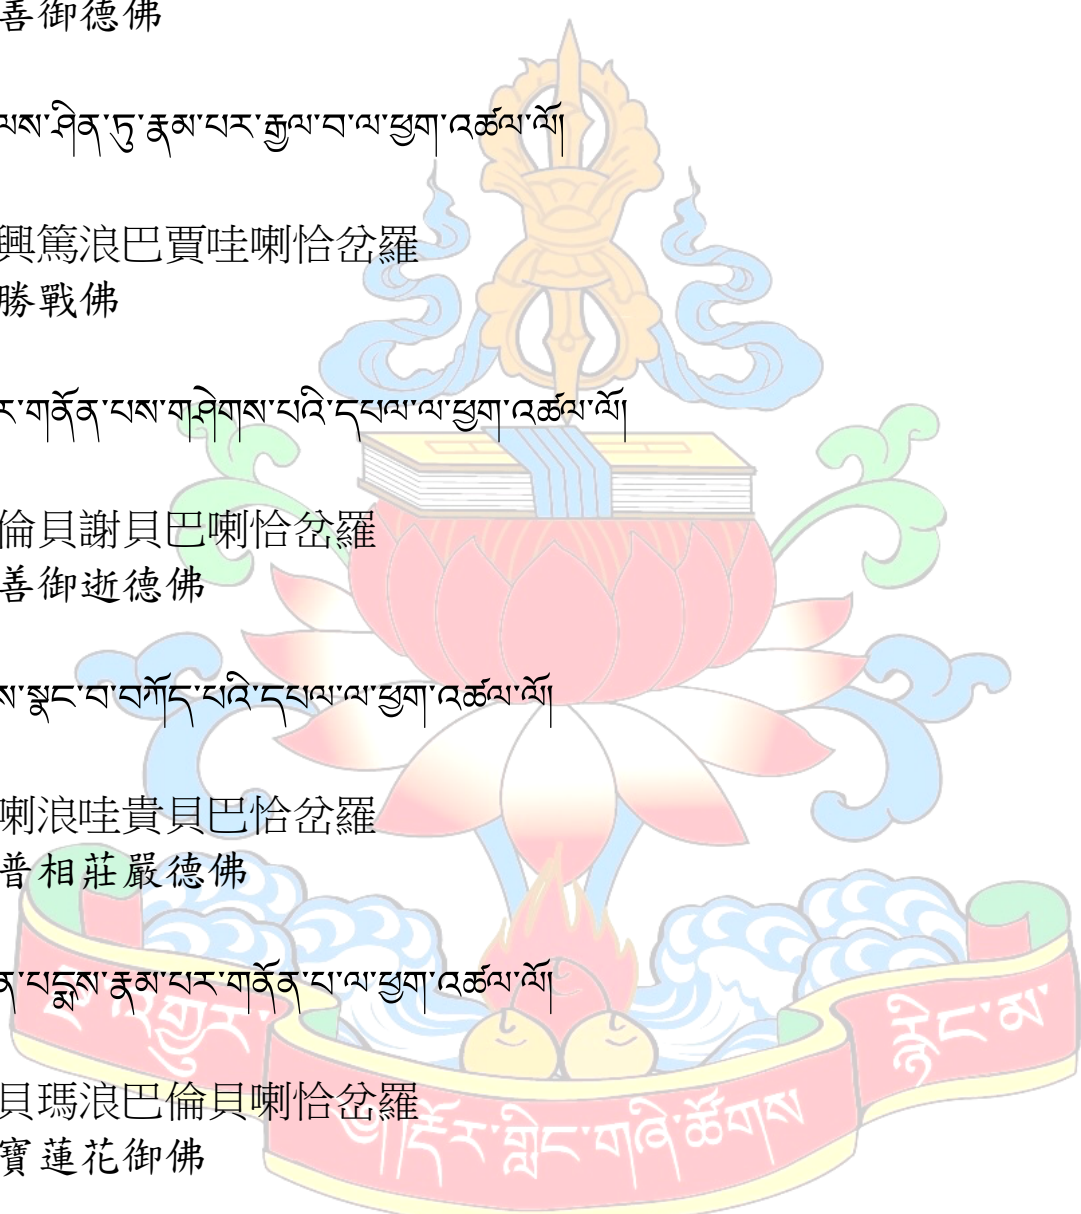 善御德佛
ལས་ཤིན་ཏུ་རྣམ་པར་རྒྱལ་བ་ལ་ཕྱག་འཚལ་ལོ།
興篤浪巴賈哇喇恰岔羅
勝戰佛
ར་གནོན་པས་གཤེགས་པའི་དཔལ་ལ་ཕྱག་འཚལ་ལོ།
倫貝謝貝巴喇恰岔羅
善御逝德佛
ས་སྣང་བ་བཀོད་པའི་དཔལ་ལ་ཕྱག་འཚལ་ལོ།
喇浪哇貴貝巴恰岔羅
普相莊嚴德佛
ན་པདྨས་རྣམ་པར་གནོན་པ་ལ་ཕྱག་འཚལ་ལོ།
貝瑪浪巴倫貝喇恰岔羅
寶蓮花御佛
སྔ་འགྱུར་ རྙིང་མ་
༄།རྡོར་གླིང་གཞི་ཚོགས